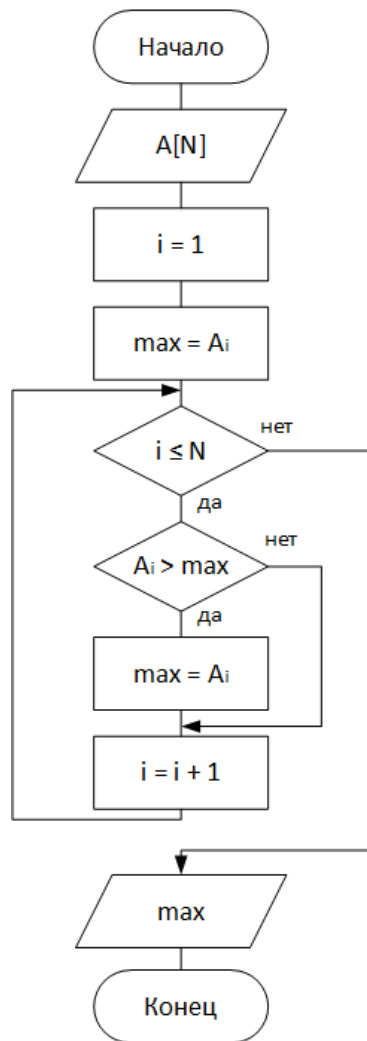 Начало
A[N]
i = 1
max = Ai
i ≤ N
нет
да
Ai > max
нет
да
max = Ai
i = i + 1
max
Конец